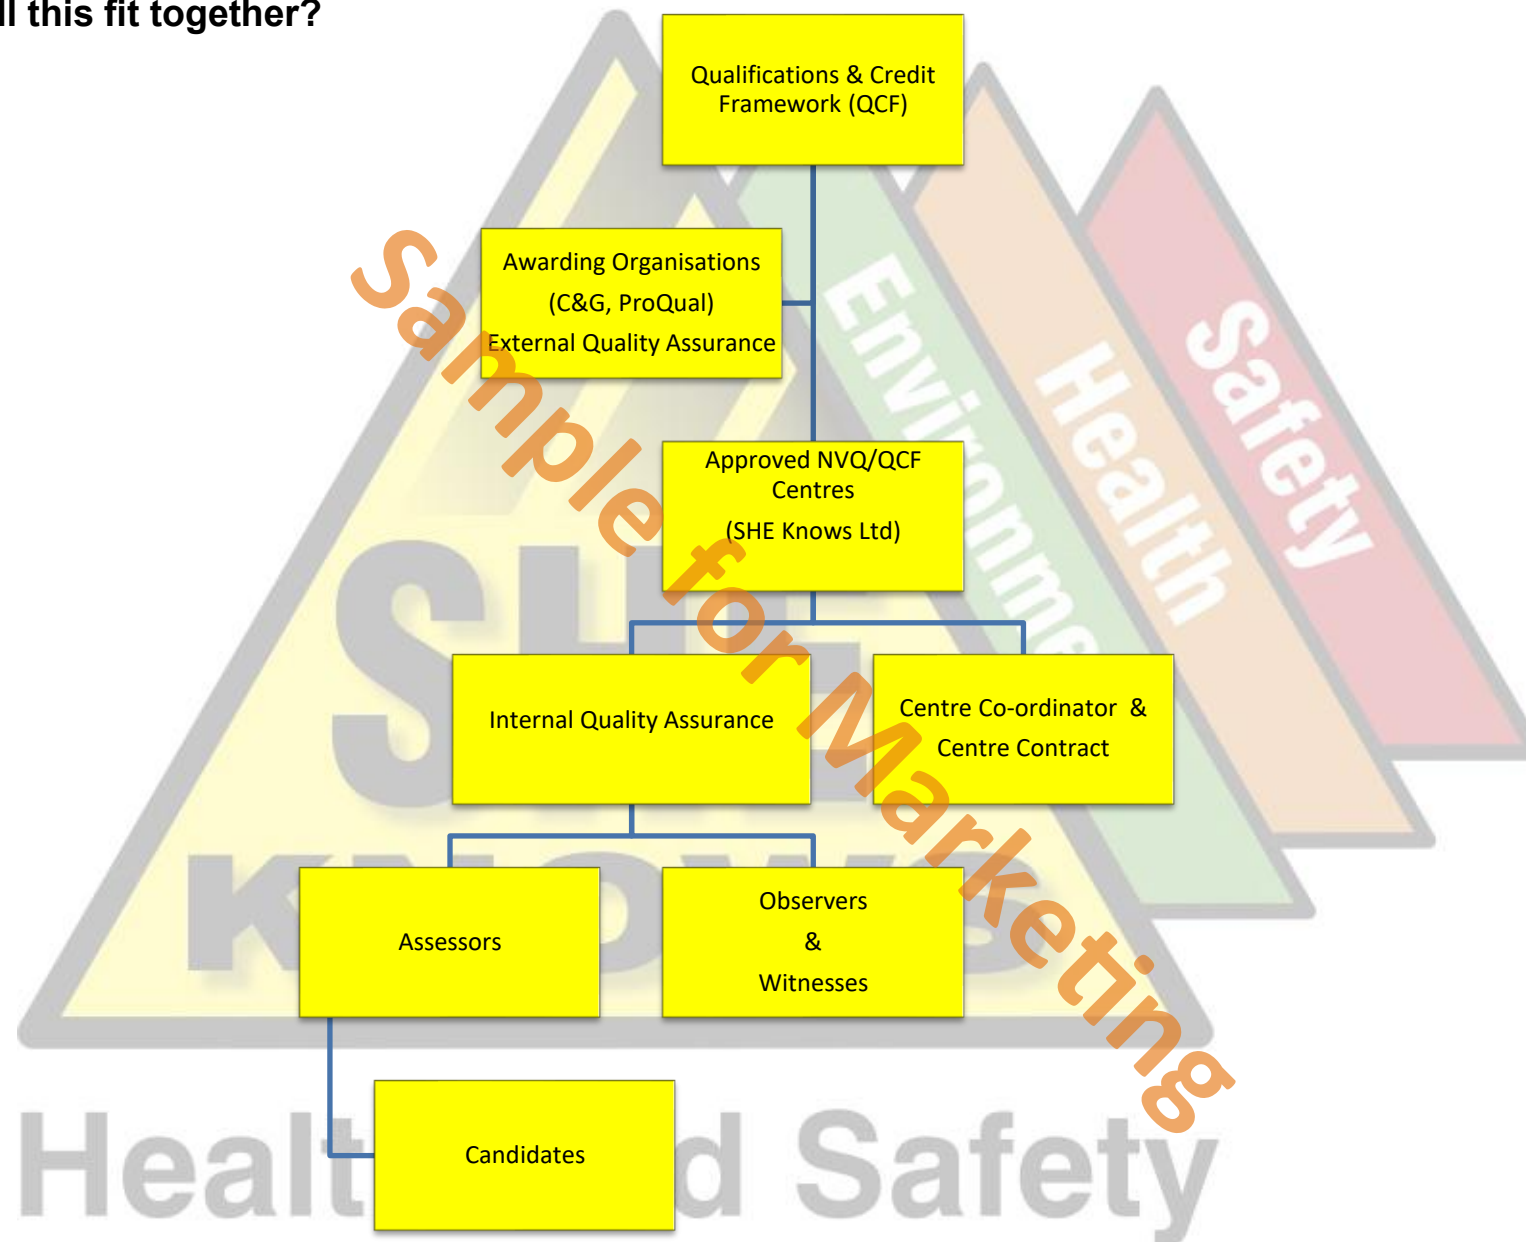 ll this fit together?
Qualifications & Credit
Framework (QCF)
Awarding Organisations
(C&G, ProQual)
External Quality Assurance
Approved NVQ/QCF
Centres
(SHE Knows Ltd)
Internal Quality Assurance
Centre Co-ordinator &
Centre Contract
Assessors
Observers
&
Witnesses
Candidates
Sample for Marketing
SHE
KNOWS
Environme
Health
Safety
Healt d Safety